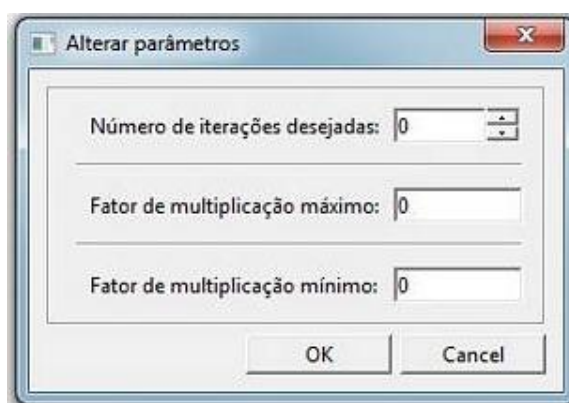 Alterar parâmetros
Número de iterações desejadas: 0
Fator de multiplicação máximo: 0
Fator de multiplicação mínimo: 0
OK Cancel